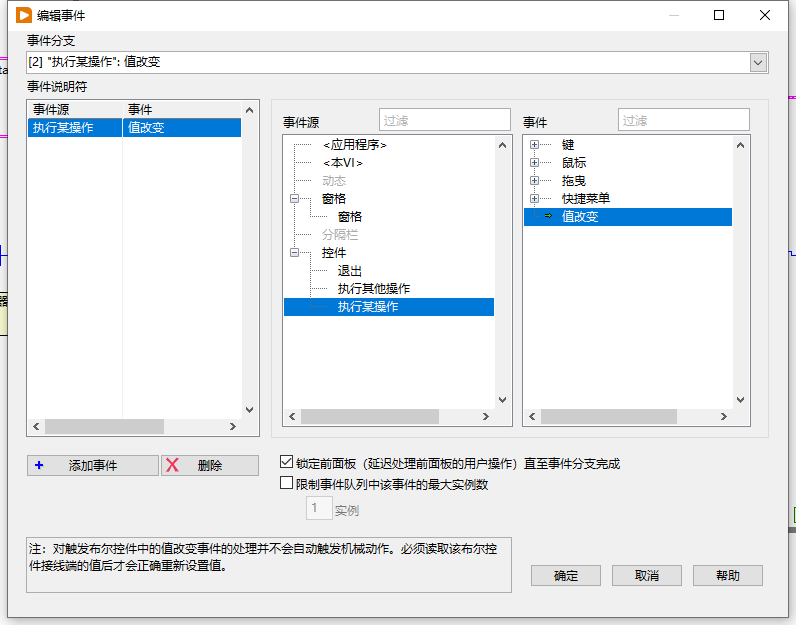 编辑事件
事件分支
[2] "执行某操作": 值改变
事件说明符
事件源 事件
执行某操作 值改变
事件源 过滤
<应用程序>
<本VI>
动态
窗格
窗格
分隔栏
控件
退出
执行其他操作
执行某操作
事件 过滤
键
鼠标
拖曳
快捷菜单
值改变
添加事件 删除
锁定前面板（延迟处理前面板的用户操作）直至事件分支完成
限制事件队列中该事件的最大实例数
1 实例
注：对触发布尔控件中的值改变事件的处理并不会自动触发机械动作。必须读取该布尔控
件接线端的值后才会正确重新设置值。
确定 取消 帮助